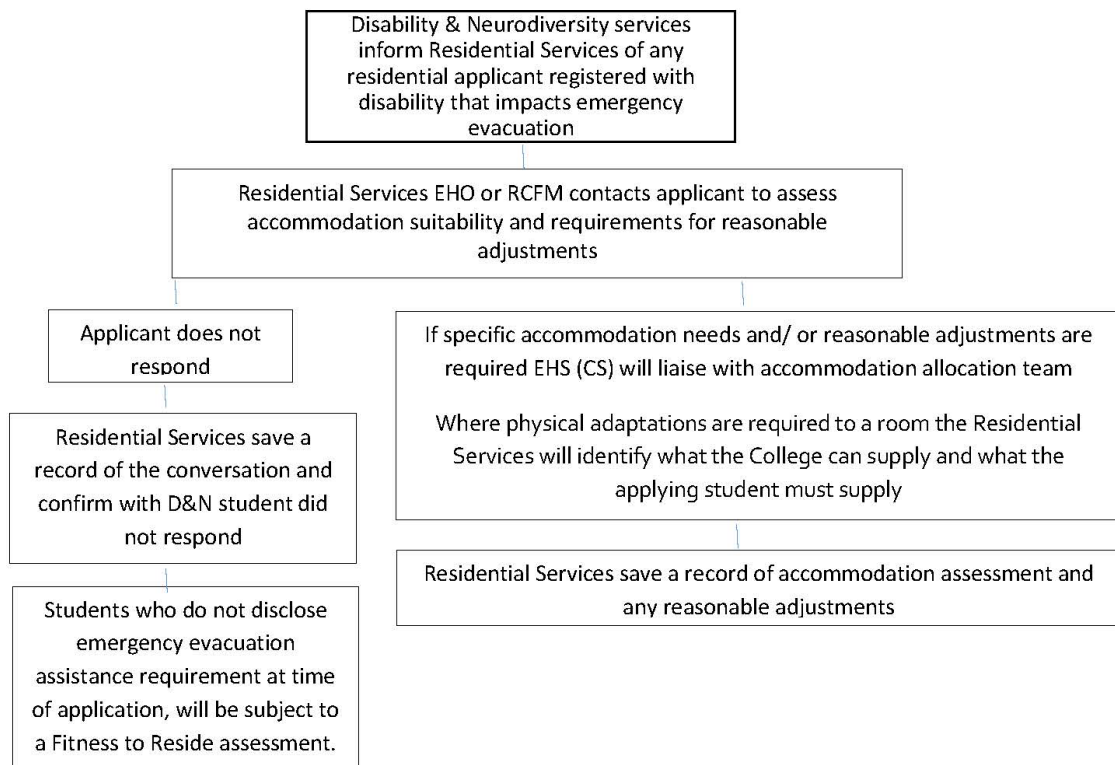 Disability & Neurodiversity services
inform Residential Services of any
residential applicant registered with
disability that impacts emergency
evacuation
Residential Services EHO or RCFM contacts applicant to assess
accommodation suitability and requirements for reasonable
adjustments
Applicant does not
respond
Residential Services save a
record of the conversation and
confirm with D&N student did
not respond
Students who do not disclose
emergency evacuation
assistance requirement at time
of application, will be subject to
a Fitness to Reside assessment.
If specific accommodation needs and/ or reasonable adjustments are
required EHS (CS) will liaise with accommodation allocation team
Where physical adaptations are required to a room the Residential
Services will identify what the College can supply and what the
applying student must supply
Residential Services save a record of accommodation assessment and
any reasonable adjustments